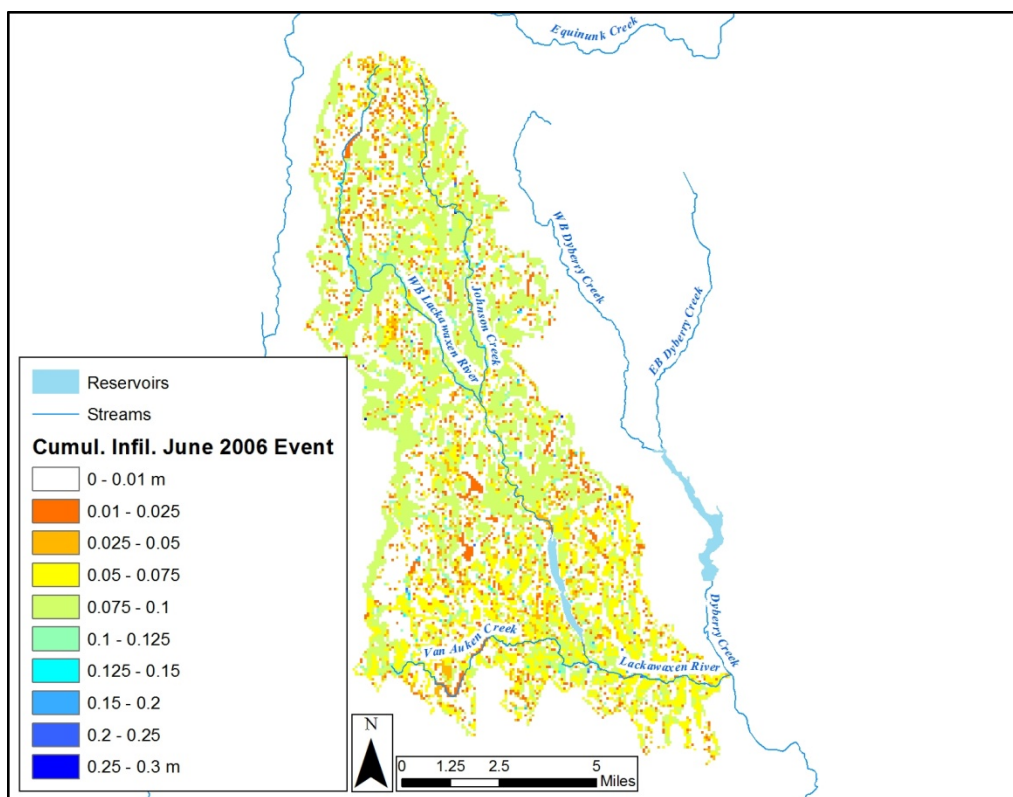 Equinunk Creek
WB Dyberry Creek
EB Dyberry Creek
WB Lackawaxen River
Johnson Creek
Reservoirs
Streams
Cumul. Infil. June 2006 Event
0 - 0.01 m
0.01 - 0.025
0.025 - 0.05
0.05 - 0.075
0.075 - 0.1
0.1 - 0.125
0.125 - 0.15
0.15 - 0.2
0.2 - 0.25
0.25 - 0.3 m
Van Auken Creek
Lackawaxen River
Dyberry Creek
N
0 1.25 2.5 5
Miles